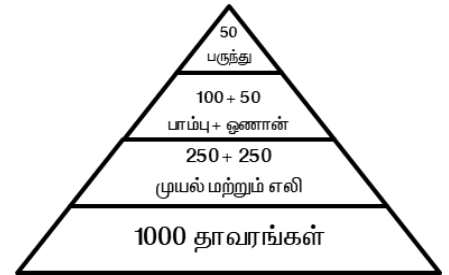 50
பருந்து
100 + 50
பாம்பு + ஓணான்
250 + 250
முயல் மற்றும் எலி
1000 தாவரங்கள்